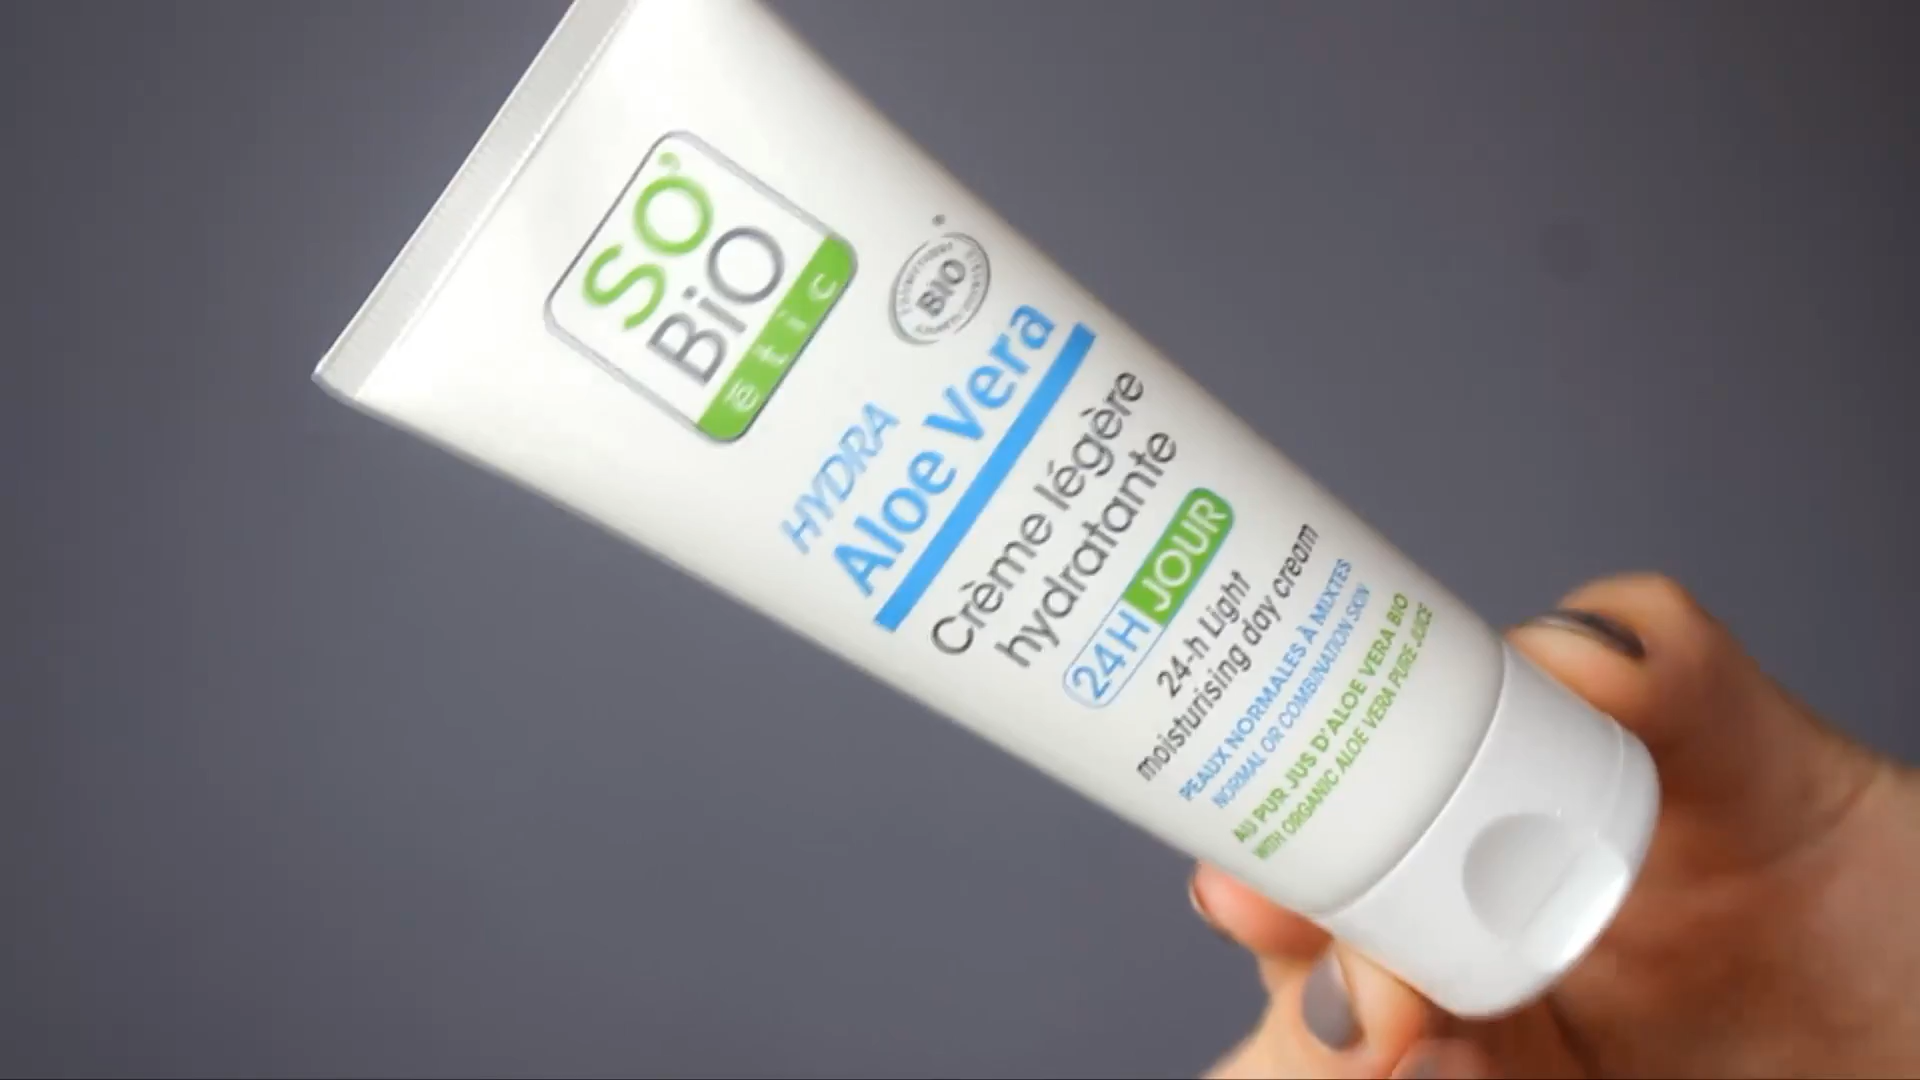 SO'
BiO
étic
BIO
HYDRA
Aloe Vera
Crème légère
hydratante
24H JOUR
24-h Light
moisturising day cream
PEAUX NORMALES À MIXTES
NORMAL OR COMBINATION SKIN
AU PUR JUS D'ALOE VERA BIO
WITH ORGANIC ALOE VERA PURE JUICE